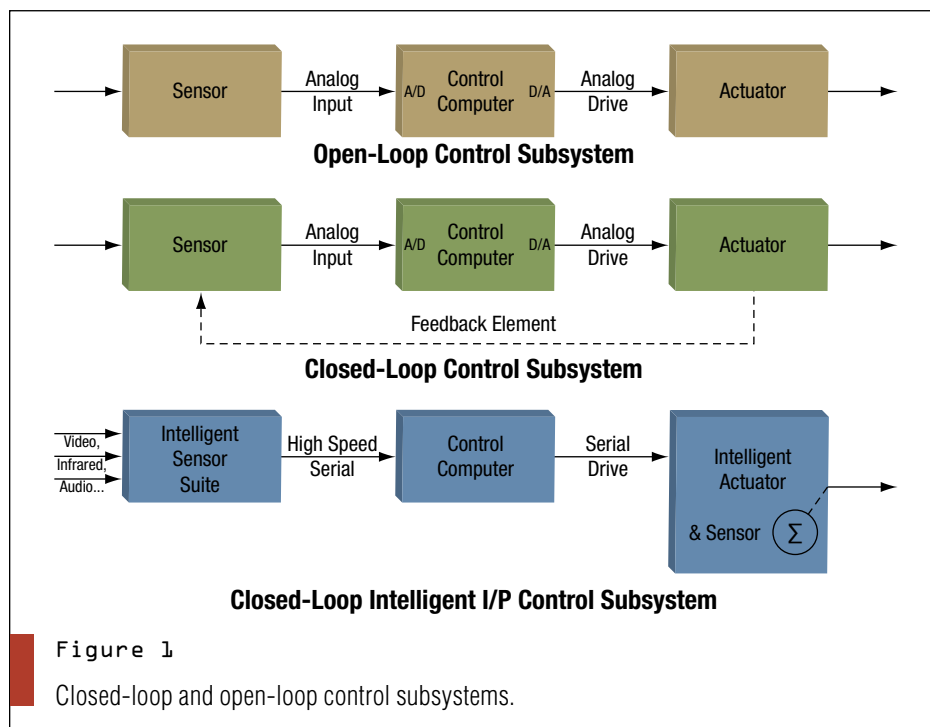 Sensor
Analog
Input
A/D
Control
Computer
D/A
Analog
Drive
Actuator
Open-Loop Control Subsystem
Sensor
Analog
Input
A/D
Control
Computer
D/A
Analog
Drive
Actuator
Feedback Element
Closed-Loop Control Subsystem
Video,
Infrared,
Audio...
Intelligent
Sensor
Suite
High Speed
Serial
Control
Computer
Serial
Drive
Intelligent
Actuator
& Sensor
Σ
Closed-Loop Intelligent I/P Control Subsystem
Figure 1
Closed-loop and open-loop control subsystems.